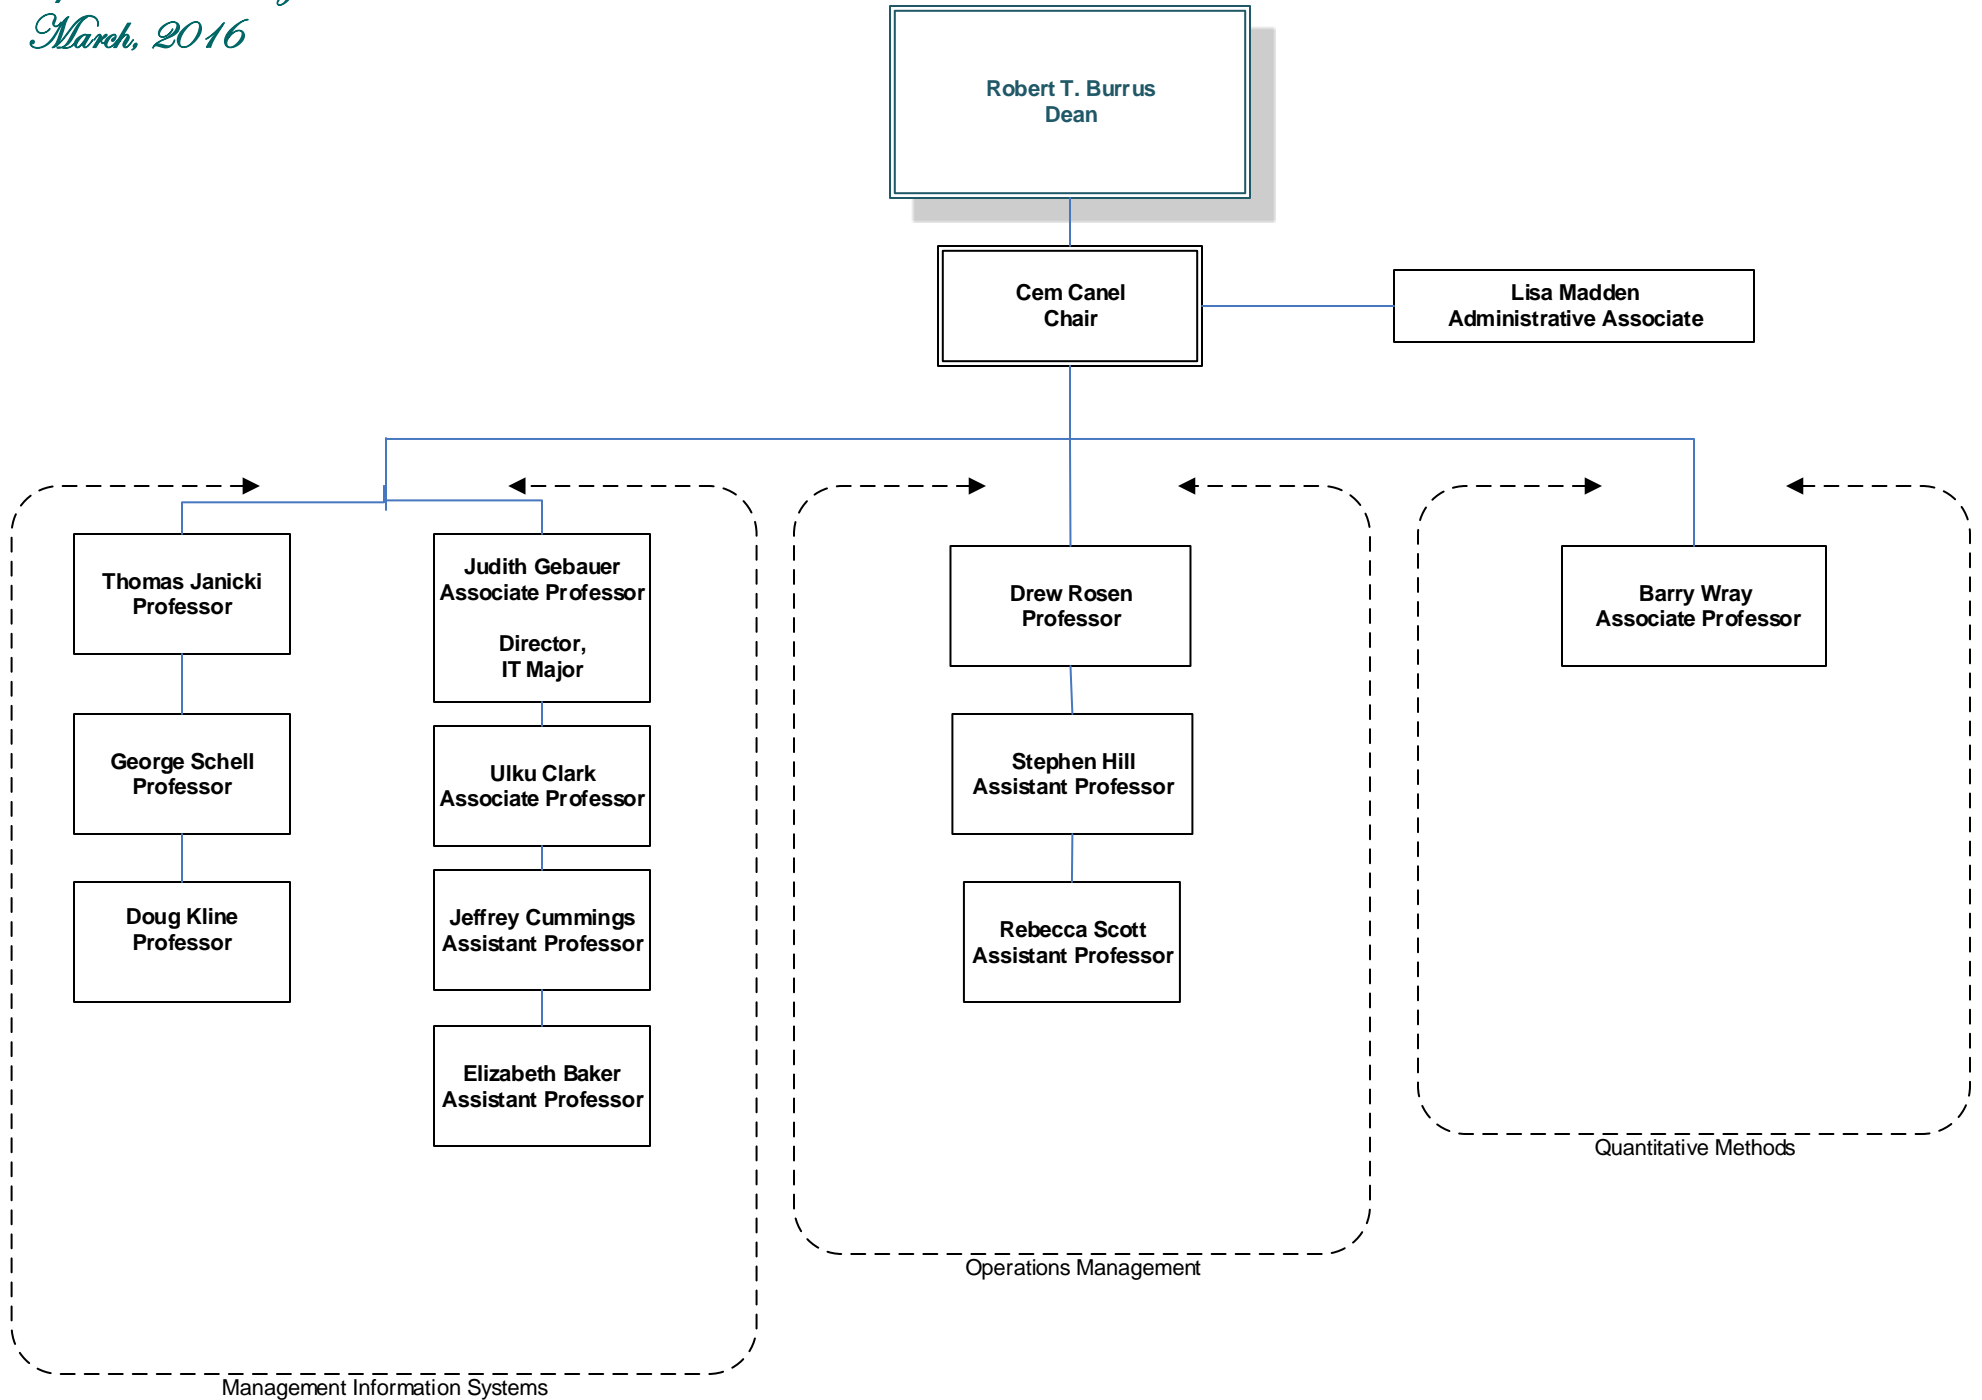 March, 2016
Robert T. Burrus
Dean
Cem Canel
Chair
Lisa Madden
Administrative Associate
Thomas Janicki
Professor
George Schell
Professor
Doug Kline
Professor
Judith Gebauer
Associate Professor
Director,
IT Major
Ulku Clark
Associate Professor
Jeffrey Cummings
Assistant Professor
Elizabeth Baker
Assistant Professor
Management Information Systems
Drew Rosen
Professor
Stephen Hill
Assistant Professor
Rebecca Scott
Assistant Professor
Operations Management
Barry Wray
Associate Professor
Quantitative Methods